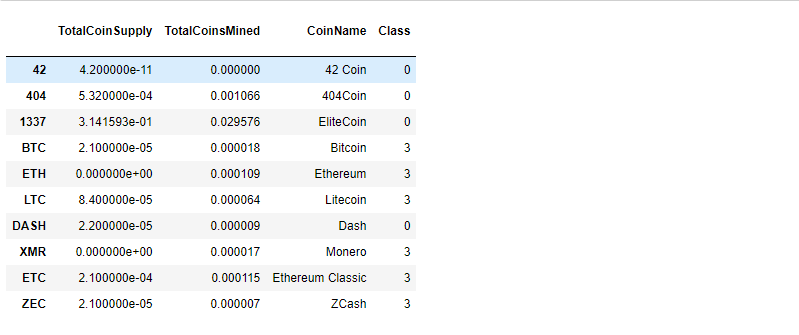 TotalCoinSupply TotalCoinsMined CoinName Class
42 4.200000e-11 0.000000 42 Coin 0
404 5.320000e-04 0.001066 404Coin 0
1337 3.141593e-01 0.029576 EliteCoin 0
BTC 2.100000e-05 0.000018 Bitcoin 3
ETH 0.000000e+00 0.000109 Ethereum 3
LTC 8.400000e-05 0.000064 Litecoin 3
DASH 2.200000e-05 0.000009 Dash 0
XMR 0.000000e+00 0.000017 Monero 3
ETC 2.100000e-04 0.000115 Ethereum Classic 3
ZEC 2.100000e-05 0.000007 ZCash 3